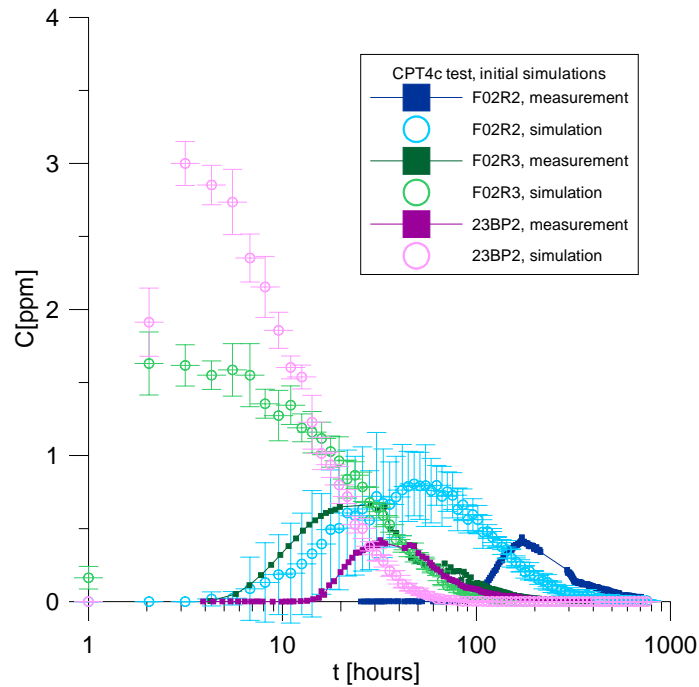 4
CPT4c test, initial simulations
F02R2, measurement
F02R2, simulation
F02R3, measurement
3
F02R3, simulation
23BP2, measurement
23BP2, simulation
C[ppm]
2
1
0
1
10
100
1000
t [hours]